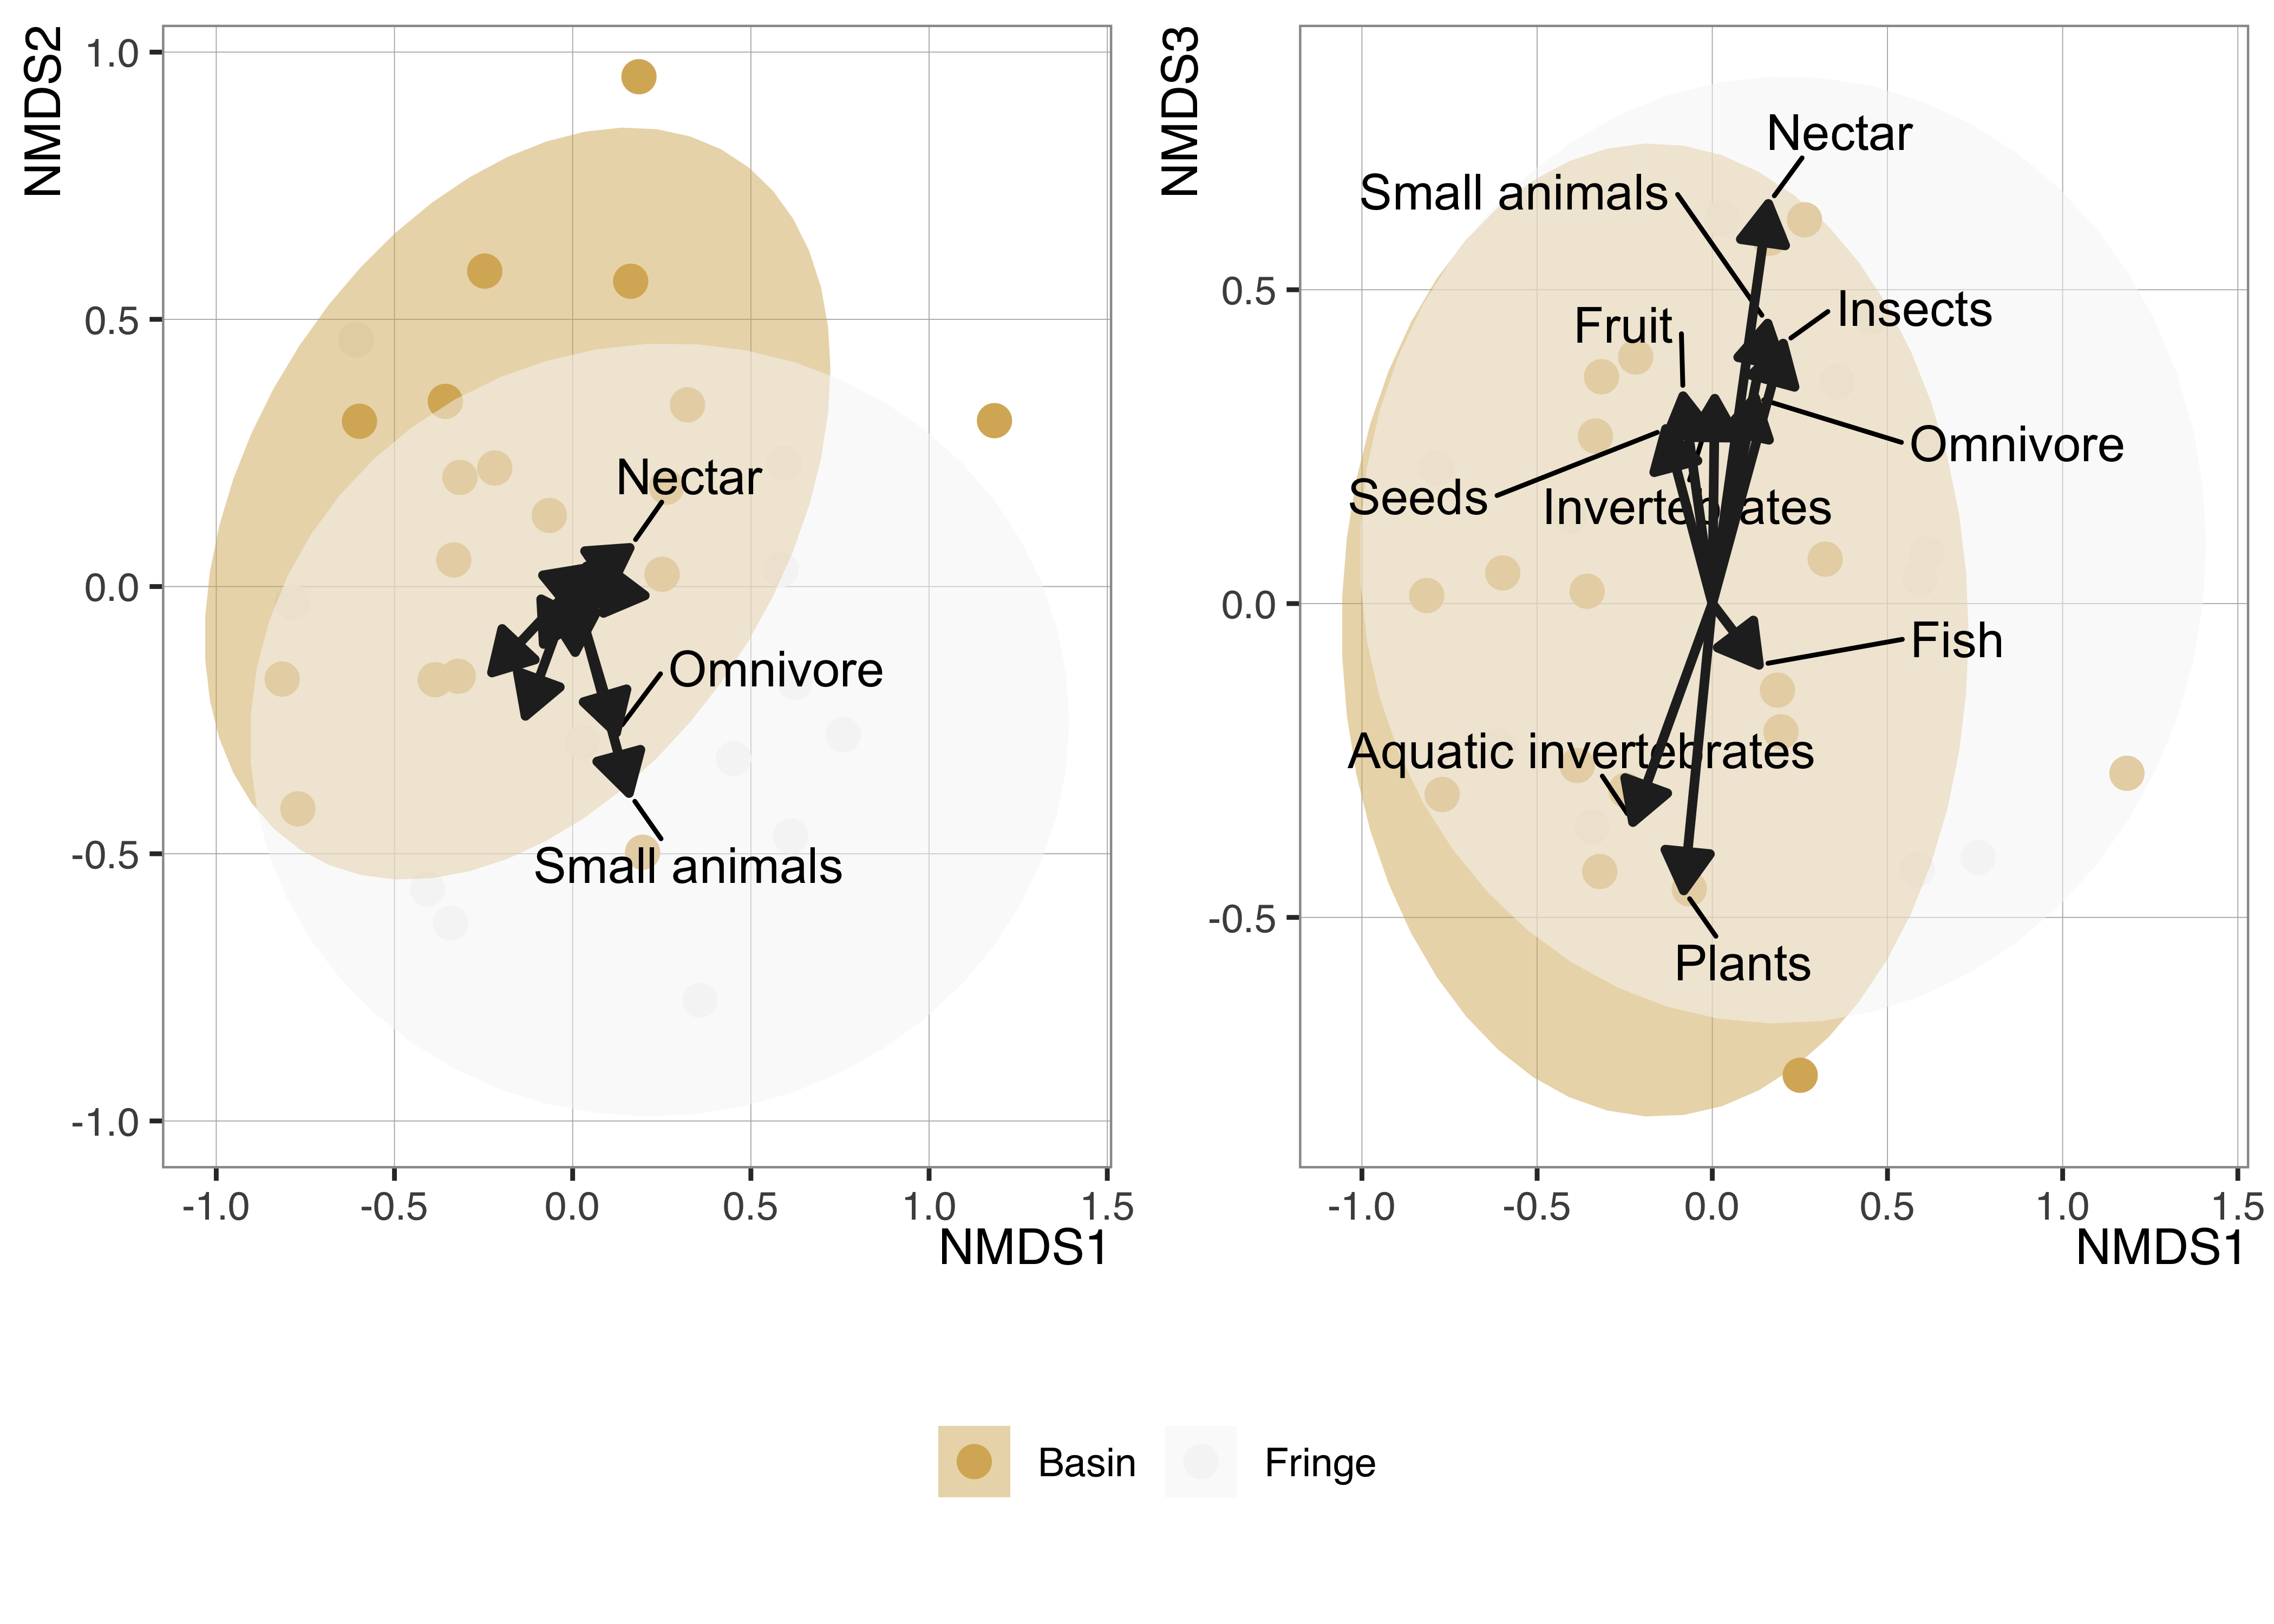 NMDS2
1.0
0.5
0.0
-0.5
-1.0
Nectar
Omnivore
Small animals
-1.0 -0.5 0.0 0.5 1.0 1.5
NMDS1
NMDS3
0.5
0.0
-0.5
Nectar
Small animals
Insects
Fruit
Omnivore
Seeds
Invertebrates
Fish
Aquatic invertebrates
Plants
-1.0 -0.5 0.0 0.5 1.0 1.5
NMDS1
Basin Fringe